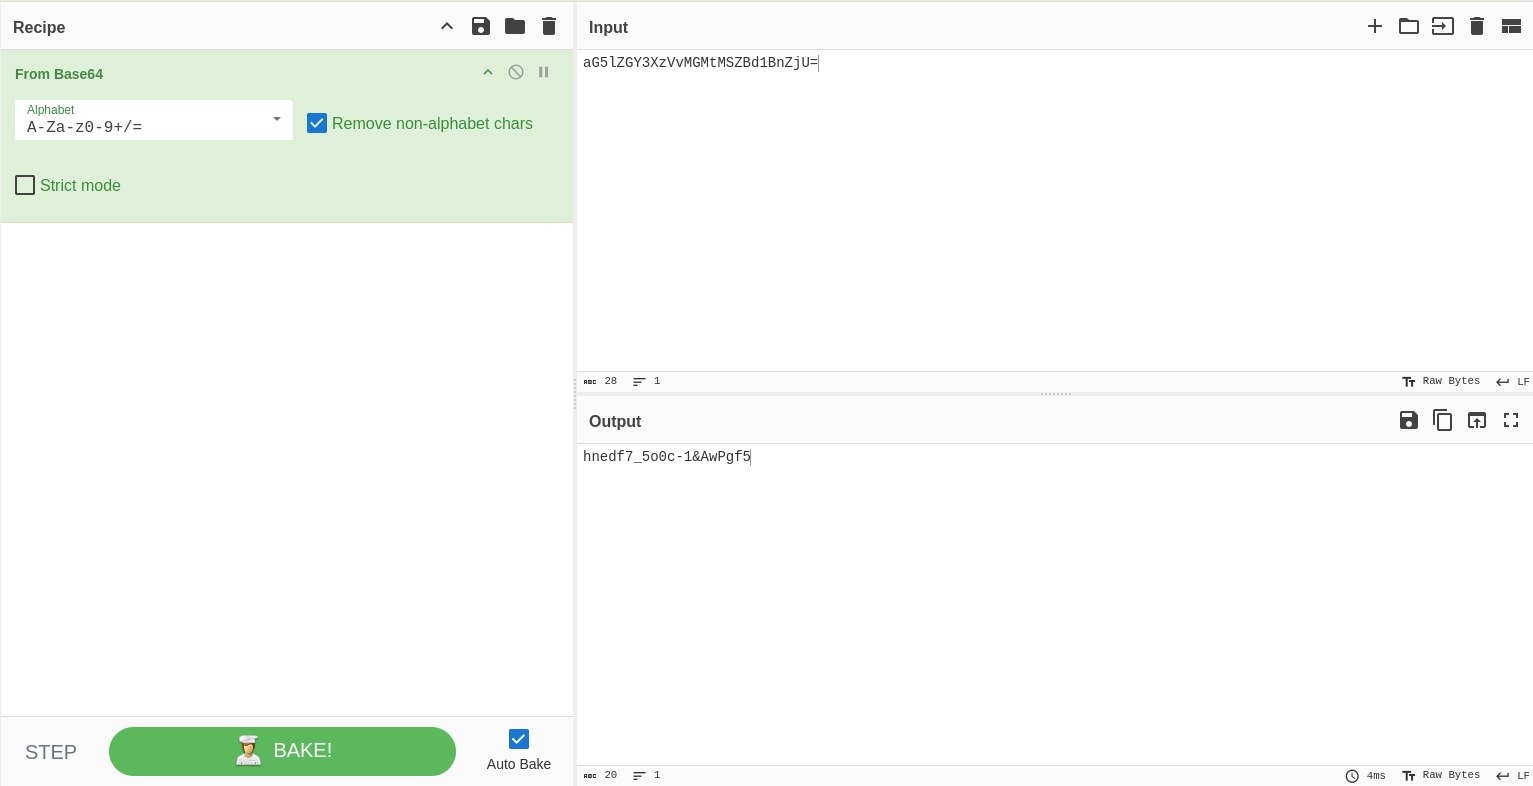 Recipe
From Base64
Alphabet
A-Za-z0-9+/=
Remove non-alphabet chars
Strict mode
STEP
BAKE!
Auto Bake
Input
aG5lZGY3XzVvMGMtMSZBd1BnZjU=
ABC 28 1 Raw Bytes LF
Output
hnedf7_5o0c-1&AwPgf5
ABC 20 1 4ms Raw Bytes LF